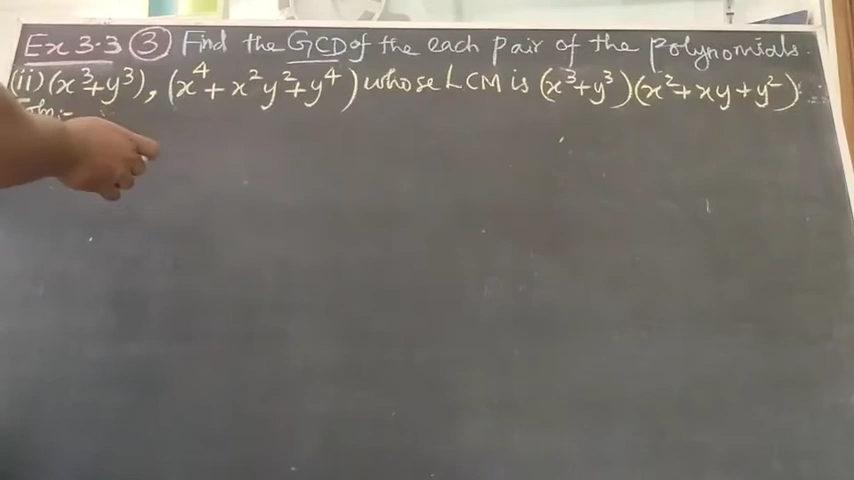 Ex 3.3 ③ Find the GCD of the each pair of the polynomials.
(ii) (x³+y³), (x⁴+x²y²+y⁴) whose LCM is (x³+y³)(x²+xy+y²)